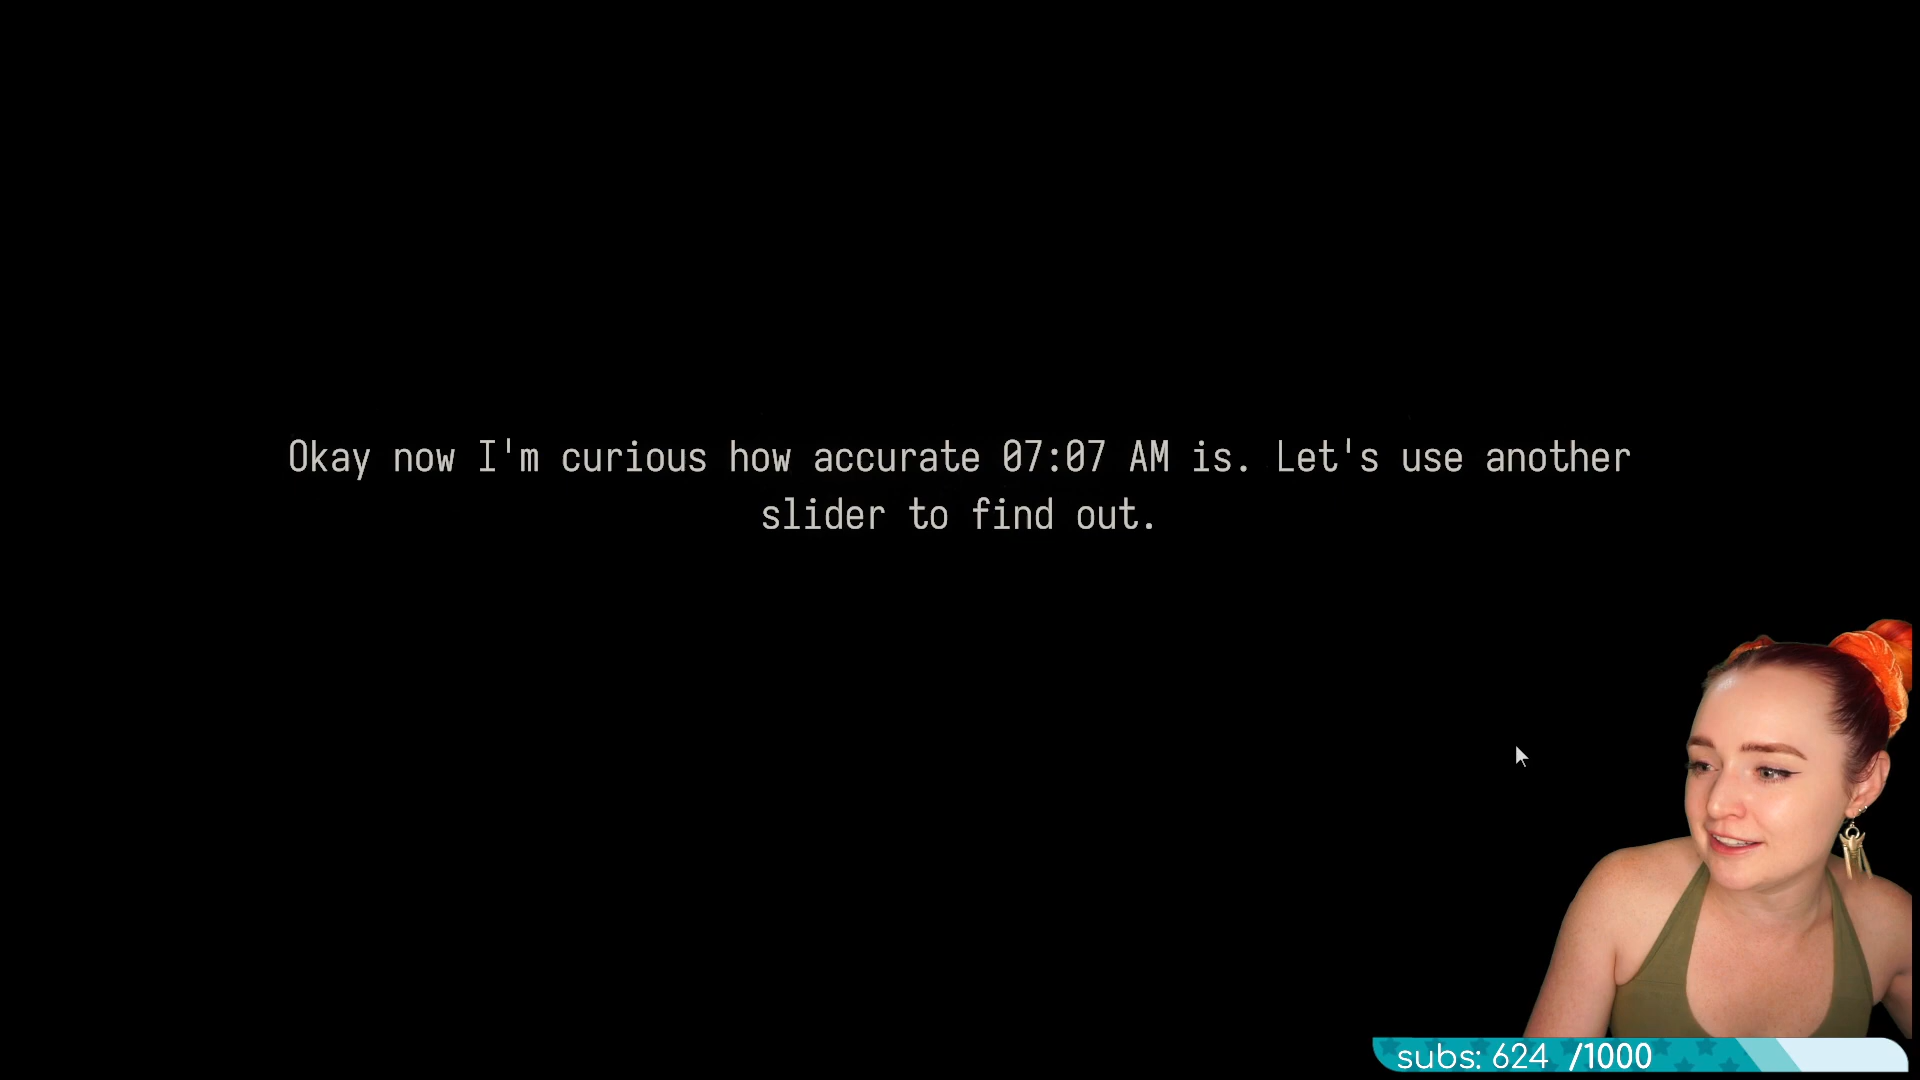 Okay now I'm curious how accurate 07:07 AM is. Let's use another
slider to find out.
subs: 624 /1000